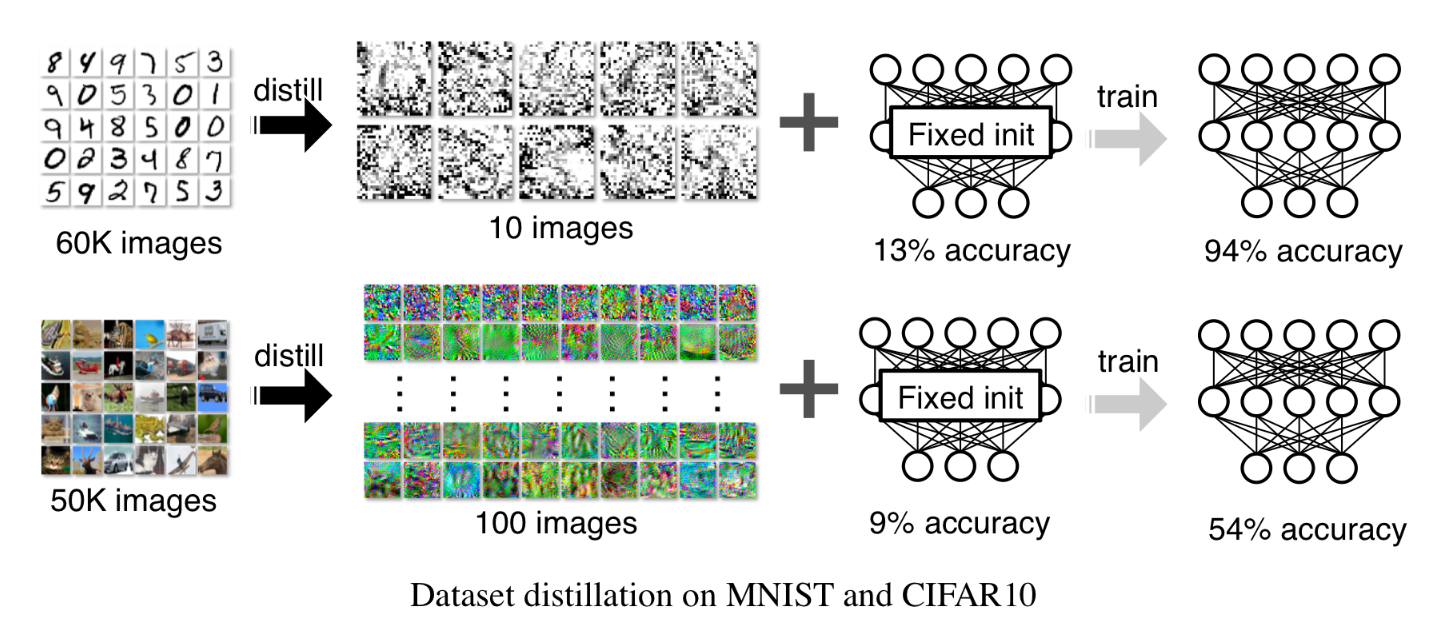 8 4 9 7 5 3
9 0 5 3 0 1
9 4 8 5 0 0
0 2 3 4 8 7
5 9 2 7 5 3
distill
60K images
10 images
+
Fixed init
13% accuracy
train
94% accuracy
distill
50K images
100 images
+
Fixed init
9% accuracy
train
54% accuracy
Dataset distillation on MNIST and CIFAR10